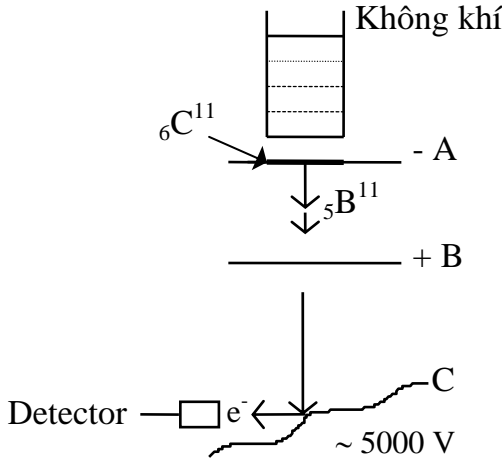 Không khí
₆C¹¹
- A
₅B¹¹
+ B
C
Detector e⁻
~ 5000 V